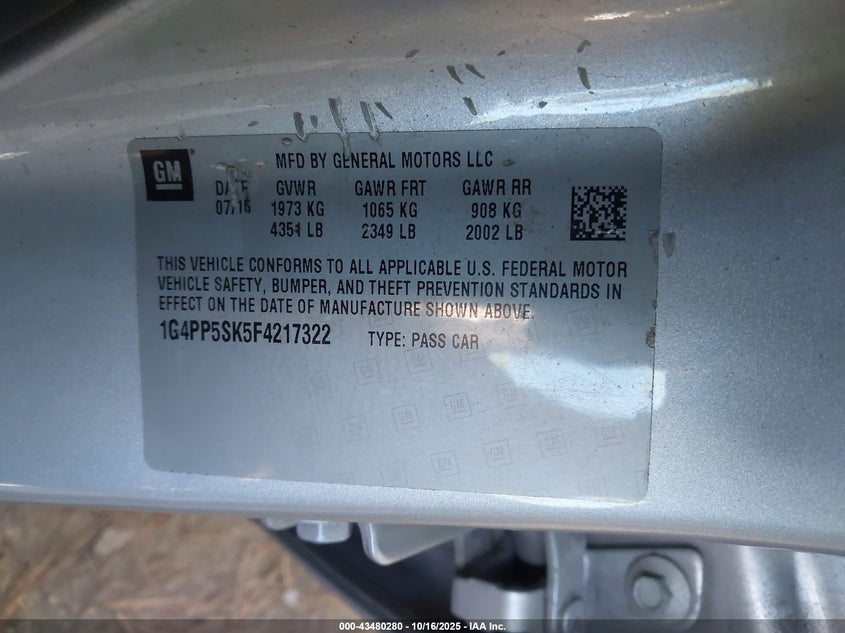 GM
MFD BY GENERAL MOTORS LLC
DATE GVWR GAWR FRT GAWR RR
07/16 1973 KG 1065 KG 908 KG
4351 LB 2349 LB 2002 LB
THIS VEHICLE CONFORMS TO ALL APPLICABLE U.S. FEDERAL MOTOR
VEHICLE SAFETY, BUMPER, AND THEFT PREVENTION STANDARDS IN
EFFECT ON THE DATE OF MANUFACTURE SHOWN ABOVE.
1G4PP5SK5F4217322 TYPE: PASS CAR
000-43480280 - 10/16/2025 - IAA Inc.